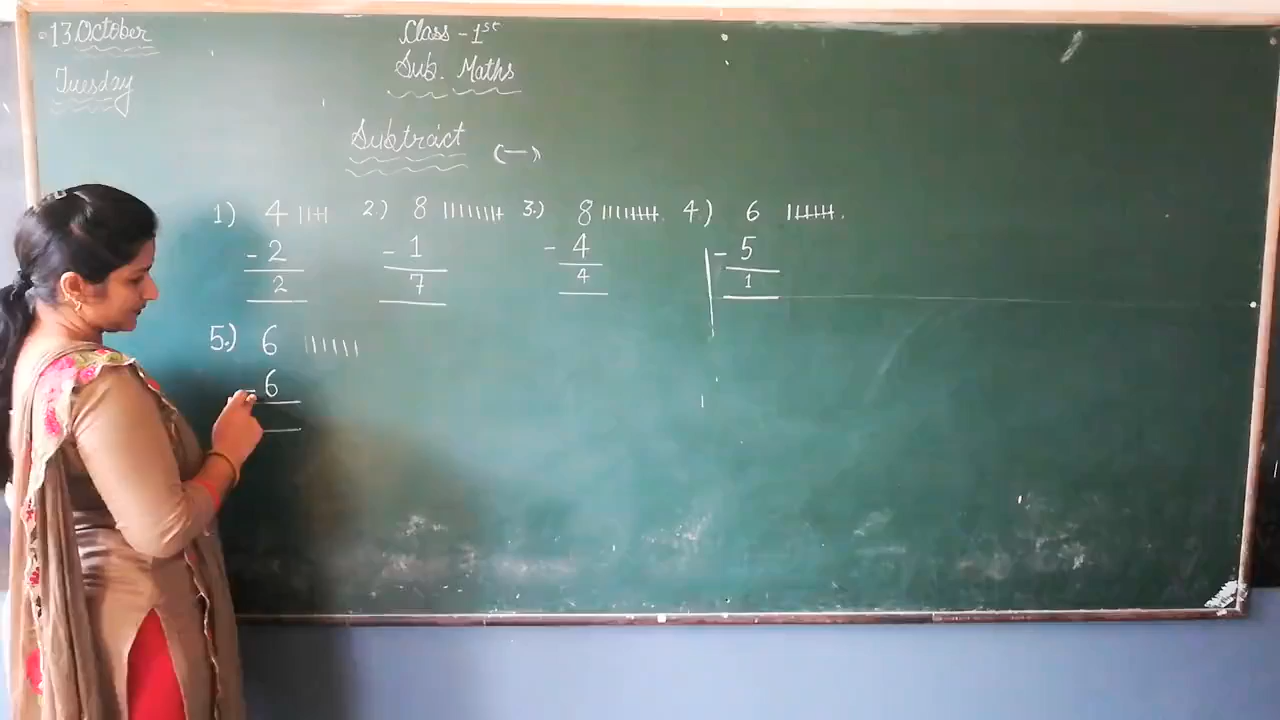 13 October
Tuesday
Class - 1st
Sub. Maths
Subtract (-)
1) 4 2.) 8 3.) 8 4) 6
- 2 - 1 - 4 - 5
2 7 4 1
5.) 6
- 6